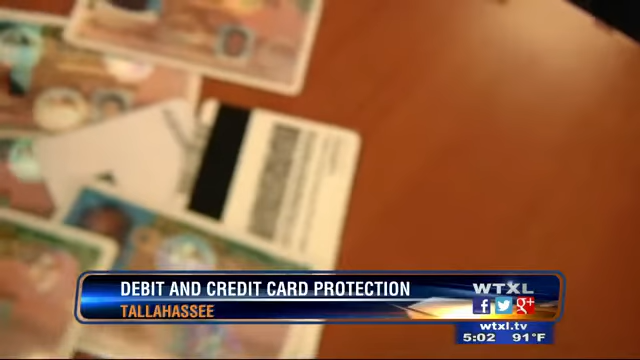 DEBIT AND CREDIT CARD PROTECTION
TALLAHASSEE
WTXL
f g+
wtxl.tv
5:02 91°F